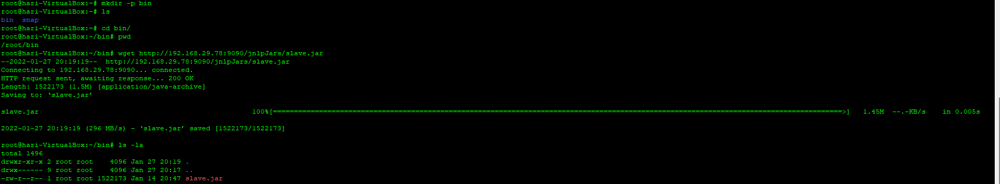 root@hari-VirtualBox:~# mkdir -p bin
root@hari-VirtualBox:~# ls
bin  snap
root@hari-VirtualBox:~# cd bin/
root@hari-VirtualBox:~/bin# pwd
/root/bin
root@hari-VirtualBox:~/bin# wget http://192.168.29.78:9090/jnlpJars/slave.jar
--2022-01-27 20:19:19--  http://192.168.29.78:9090/jnlpJars/slave.jar
Connecting to 192.168.29.78:9090... connected.
HTTP request sent, awaiting response... 200 OK
Length: 1522173 (1.5M) [application/java-archive]
Saving to: ‘slave.jar’
slave.jar 100%[========================================================================================================================================>] 1.45M  --.-KB/s    in 0.005s
2022-01-27 20:19:19 (296 MB/s) - ‘slave.jar’ saved [1522173/1522173]
root@hari-VirtualBox:~/bin# ls -la
total 1496
drwxr-xr-x 2 root root    4096 Jan 27 20:19 .
drwx------ 9 root root    4096 Jan 27 20:17 ..
-rw-r--r-- 1 root root 1522173 Jan 14 20:47 slave.jar